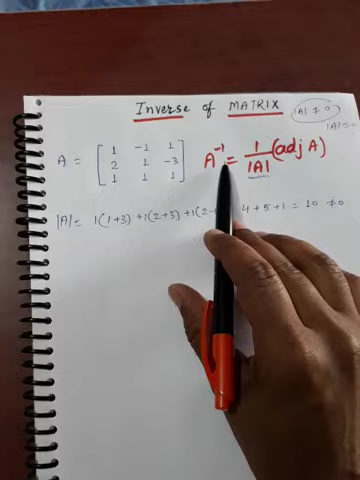 Inverse of MATRIX |A| ≠ 0
|A| =
A = [ 1 -1 1
2 1 -3
1 1 1 ]
A⁻¹ = 1/|A| (adj A)
|A| = 1(1+3) +1(2+3) +1(2- 4 + 5 + 1 = 10 ≠0